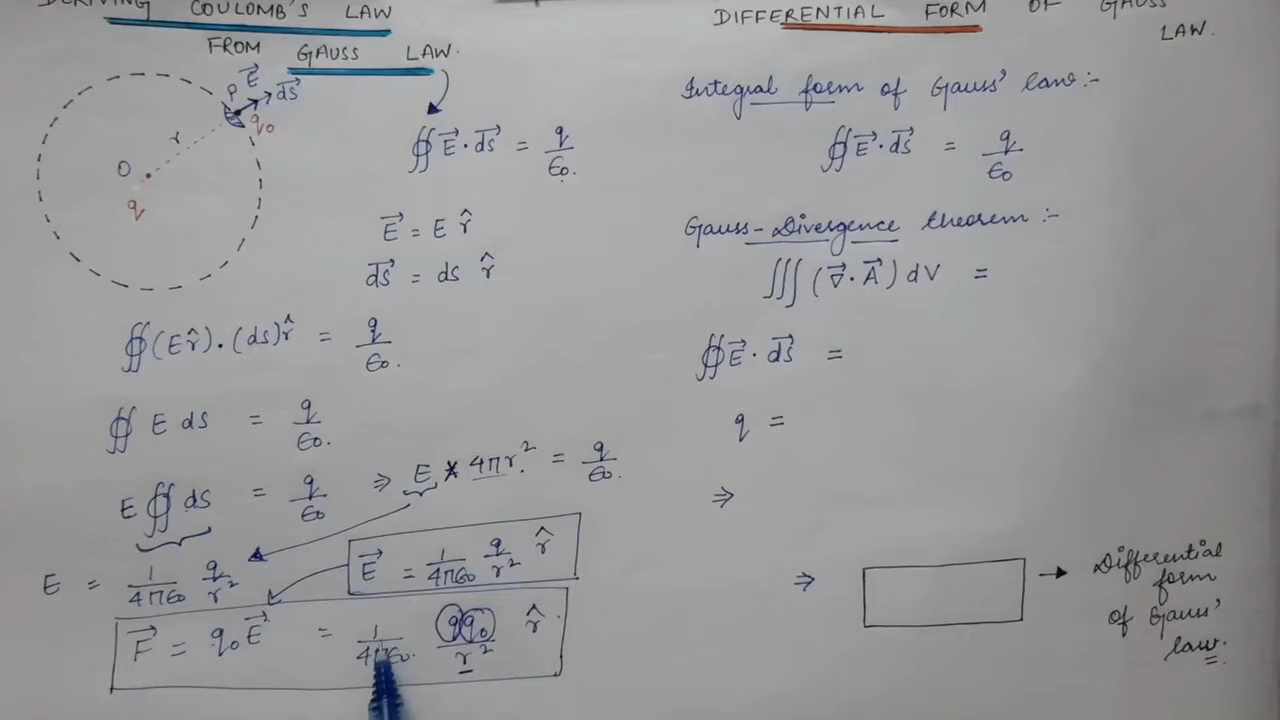 DERIVING COULOMB'S LAW
FROM GAUSS LAW.
P E⃗ ds⃗
q₀
r
O
q
∯ E⃗ · ds⃗ = q/ε₀.
E⃗ = E r̂
ds⃗ = ds r̂
∯ (E r̂) . (ds) r̂ = q/ε₀.
∯ E ds = q/ε₀.
E ∯ ds = q/ε₀ ⇒ E * 4πr² = q/ε₀.
E = 1/4πε₀ q/r²
E⃗ = 1/4πε₀ q/r² r̂
F⃗ = q₀ E⃗ = 1/4πε₀. qq₀/r² r̂
DIFFERENTIAL FORM OF GAUSS
LAW.
Integral form of Gauss' law :-
∯ E⃗ · ds⃗ = q/ε₀
Gauss-Divergence theorem :-
∭ (∇⃗ · A⃗) dV =
∯ E⃗ · ds⃗ =
q =
⇒
⇒ → Differential
form
of Gauss'
law.